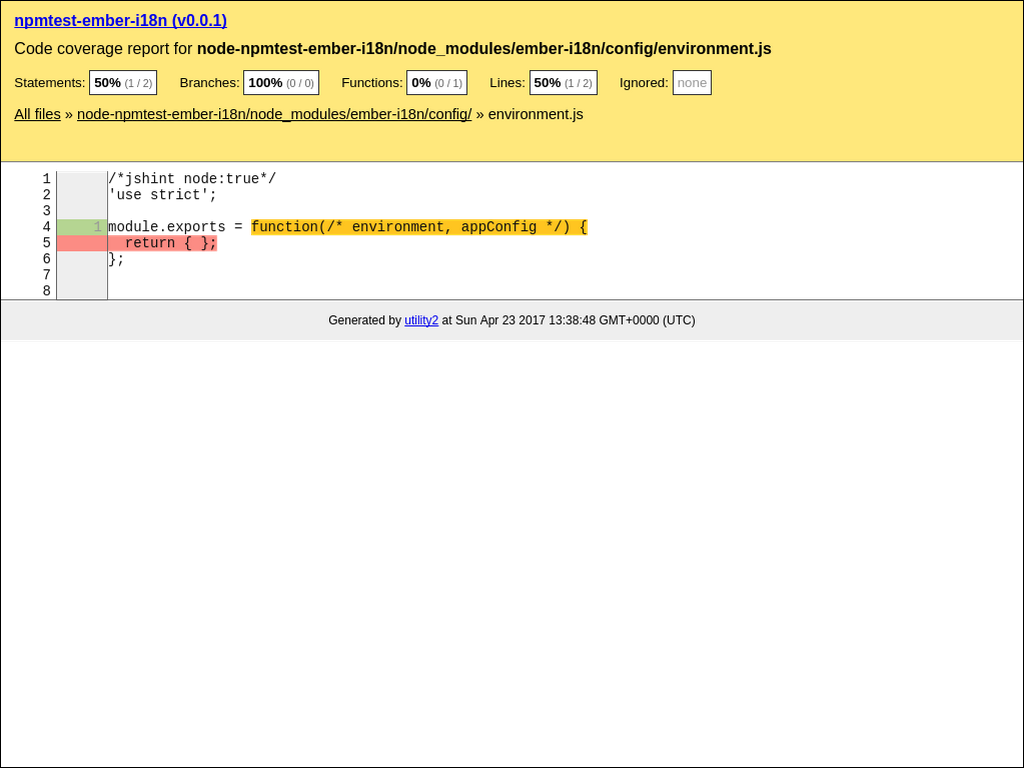 npmtest-ember-i18n (v0.0.1)
Code coverage report for node-npmtest-ember-i18n/node_modules/ember-i18n/config/environment.js
Statements: 50% (1 / 2) Branches: 100% (0 / 0) Functions: 0% (0 / 1) Lines: 50% (1 / 2) Ignored: none
All files » node-npmtest-ember-i18n/node_modules/ember-i18n/config/ » environment.js
1 /*jshint node:true*/
2 'use strict';
3
4 1 module.exports = function(/* environment, appConfig */) {
5   return { };
6 };
7
8
Generated by utility2 at Sun Apr 23 2017 13:38:48 GMT+0000 (UTC)